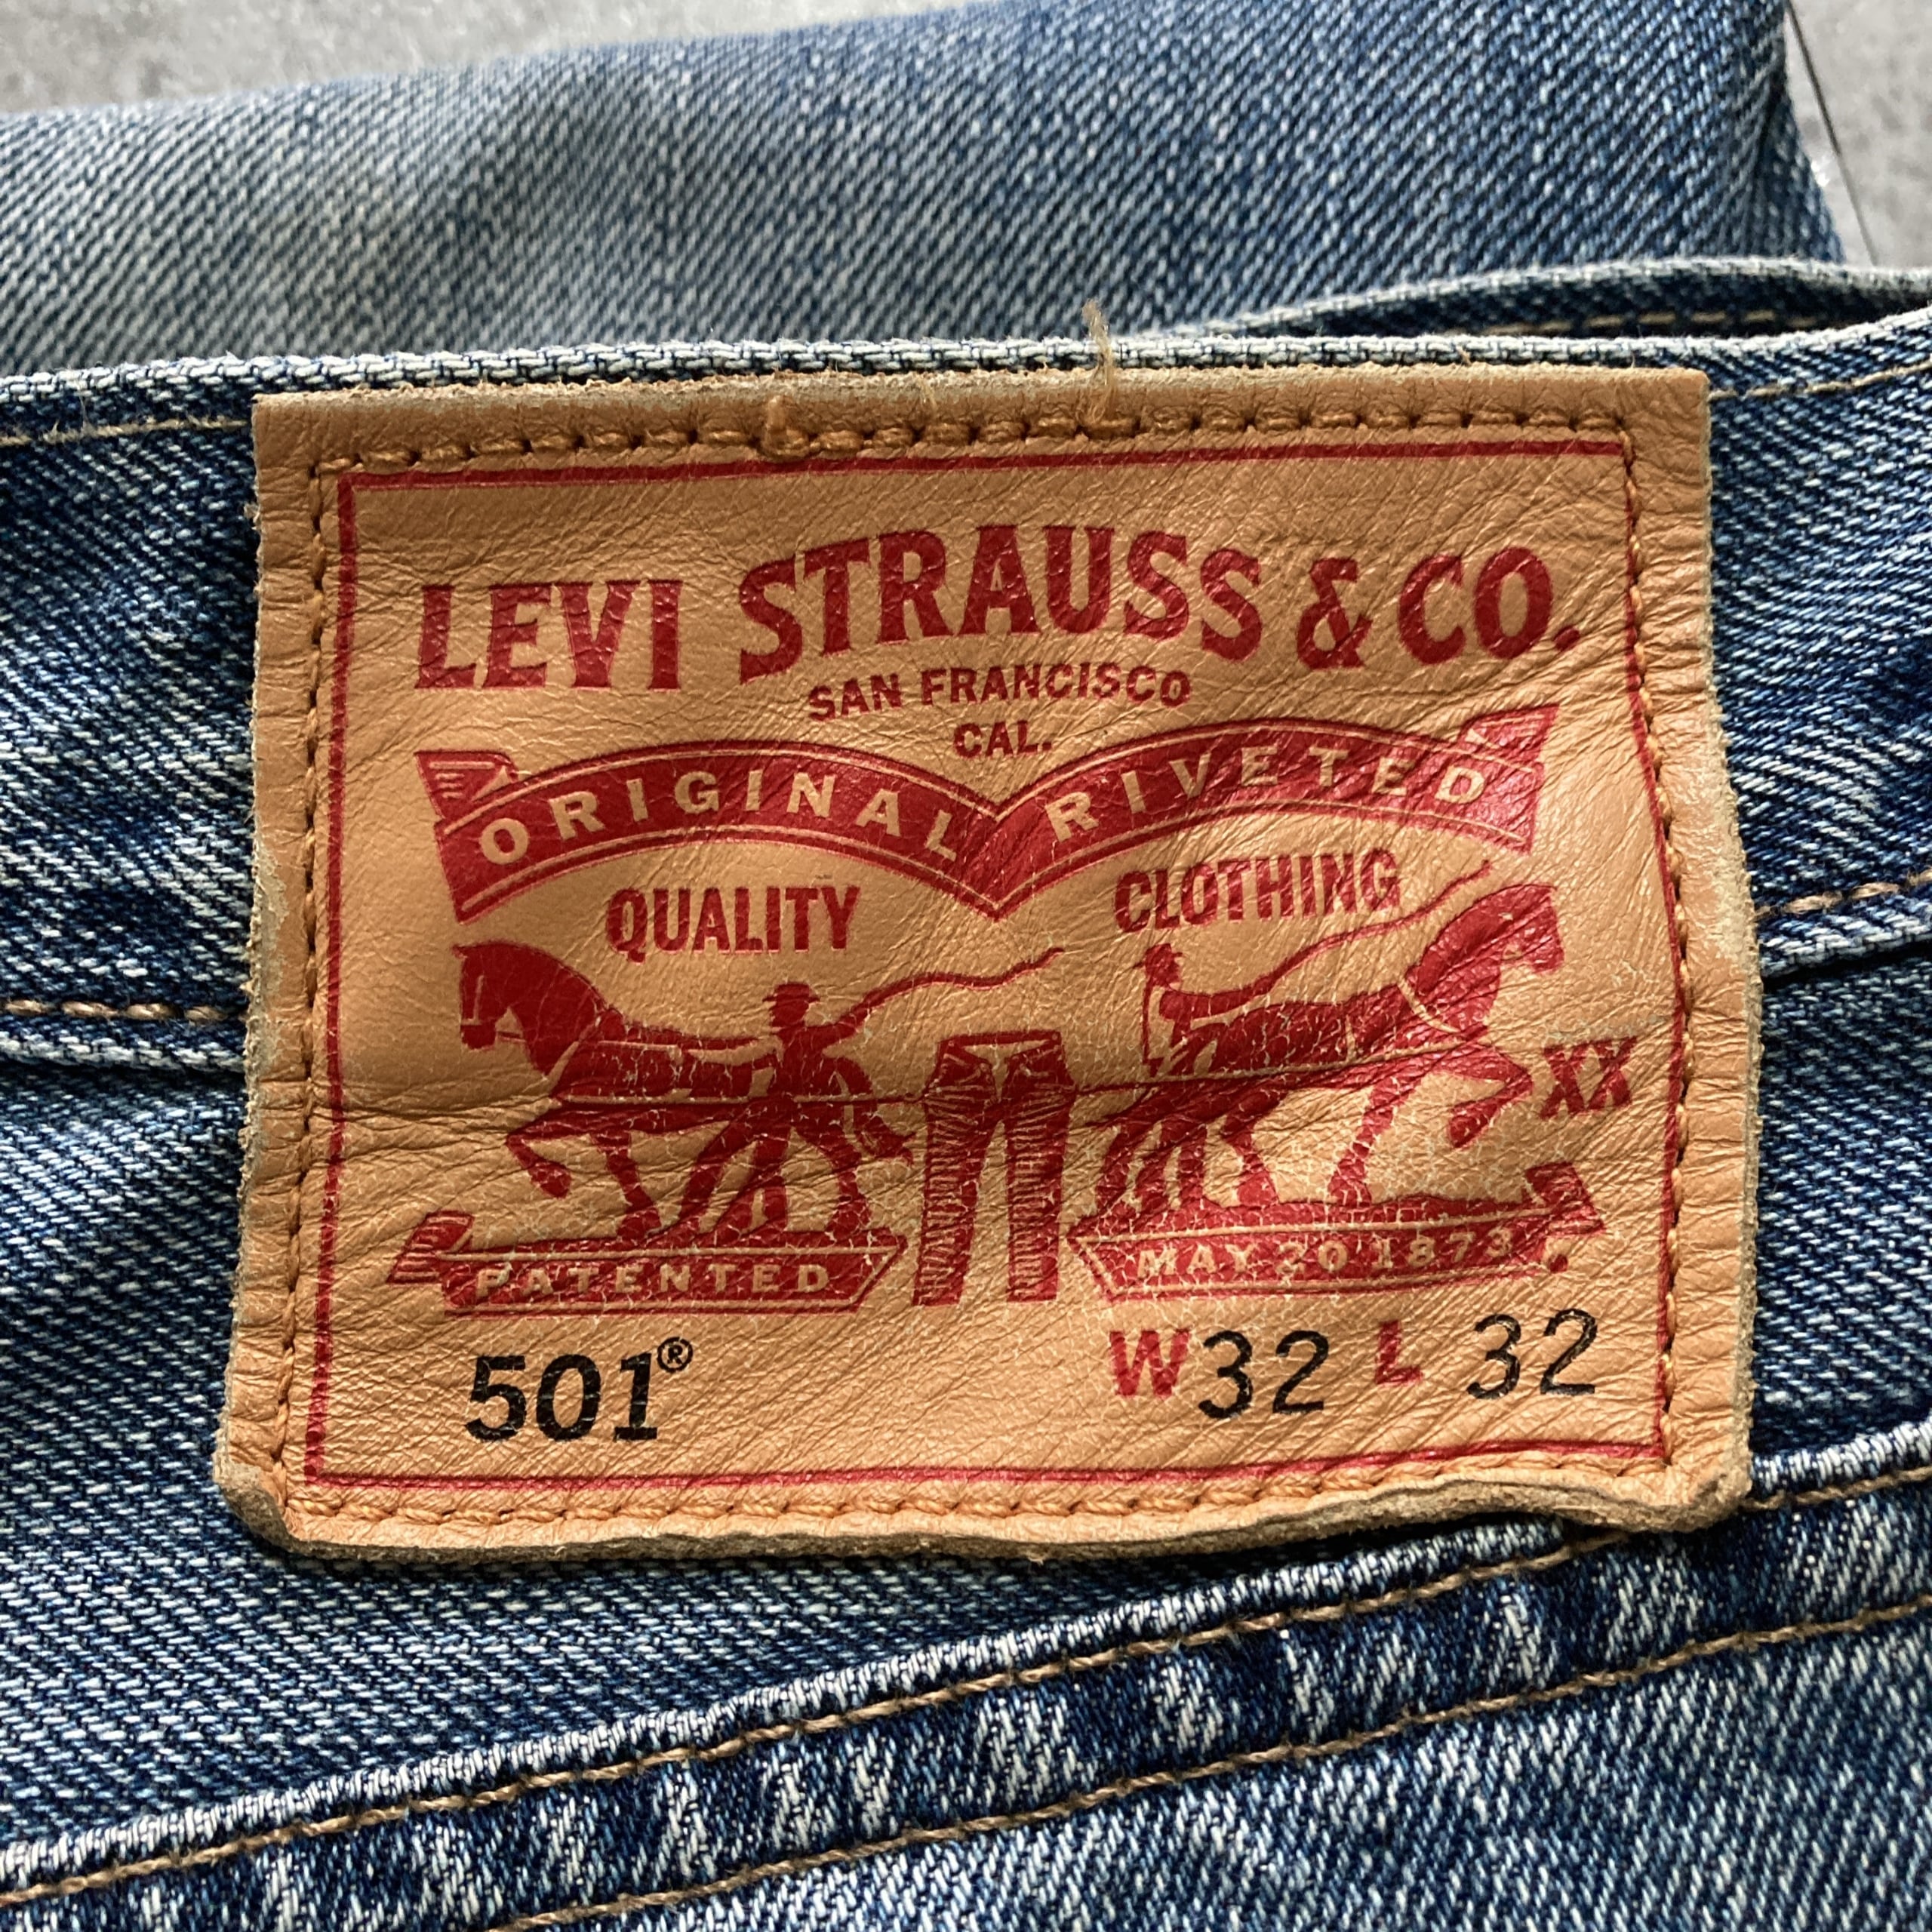 LEVI STRAUSS & CO.
SAN FRANCISCO
CAL.
ORIGINAL RIVETED
QUALITY CLOTHING
XX
PATENTED MAY 20 1873
501® W32 L 32